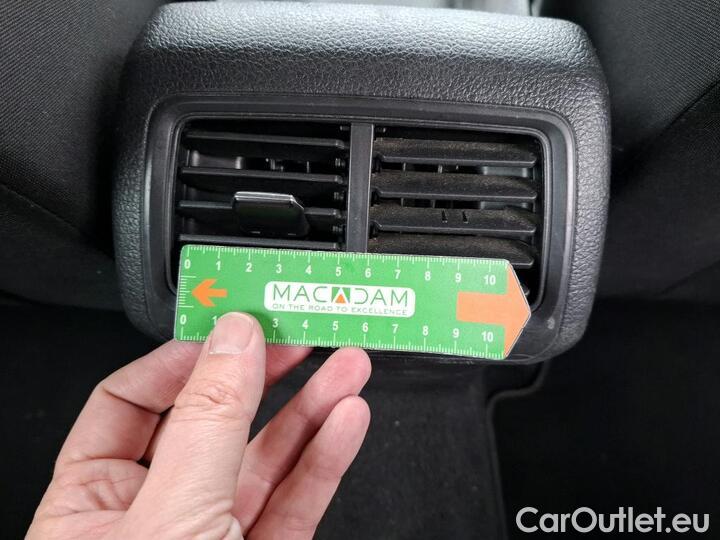 0 1 2 3 4 5 6 7 8 9 10
MACADAM
ON THE ROAD TO EXCELLENCE
0 1 3 4 5 6 7 8 9 10
CarOutlet.eu